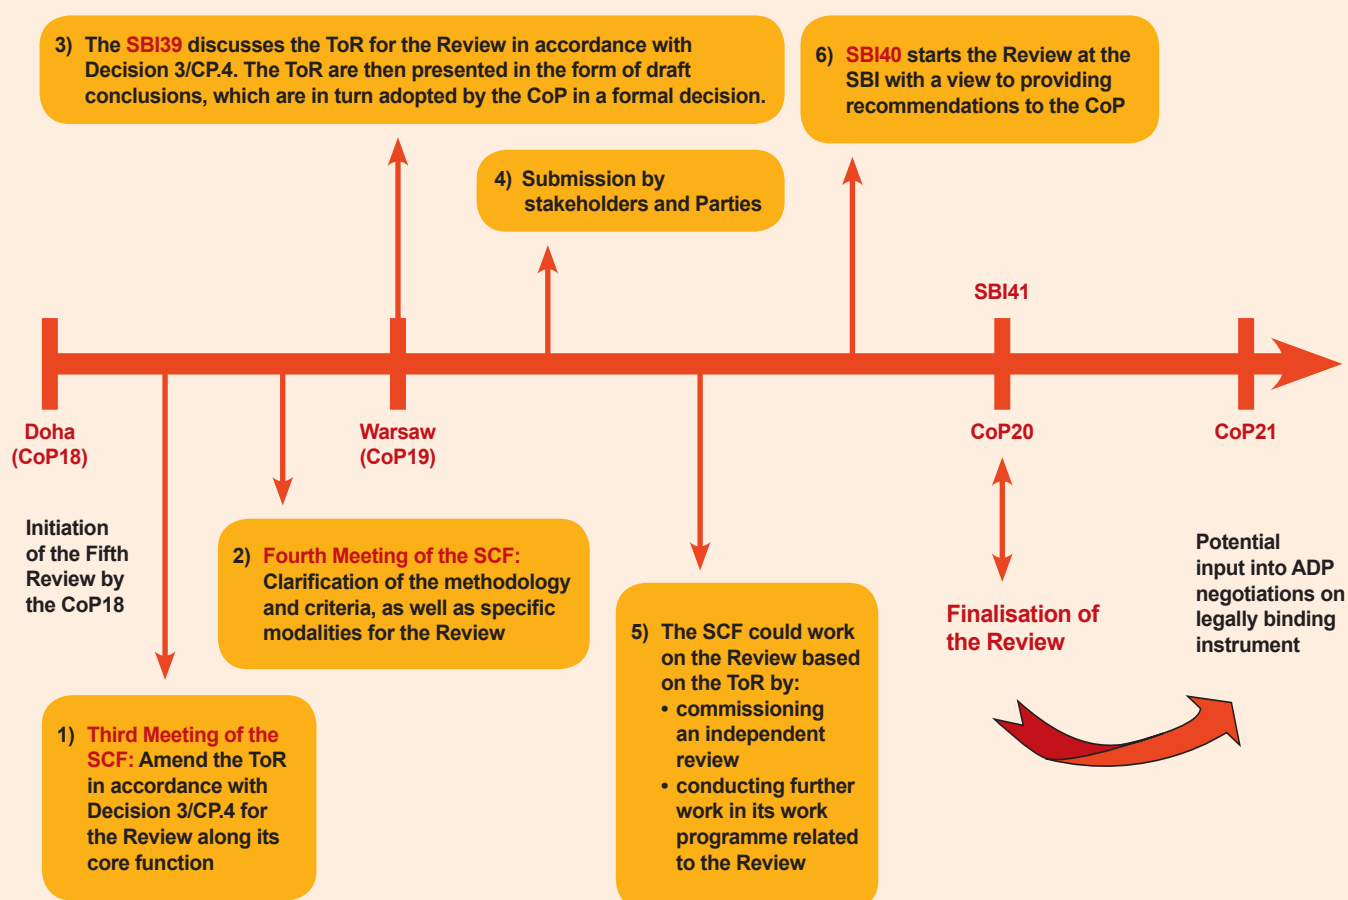 3) The SBI39 discusses the ToR for the Review in accordance with
Decision 3/CP.4. The ToR are then presented in the form of draft
conclusions, which are in turn adopted by the CoP in a formal decision.
6) SBI40 starts the Review at the
SBI with a view to providing
recommendations to the CoP
4) Submission by
stakeholders and Parties
SBI41
Doha
(CoP18)
Warsaw
(CoP19)
CoP20
CoP21
Initiation
of the Fifth
Review by
the CoP18
2) Fourth Meeting of the SCF:
Clarification of the methodology
and criteria, as well as specific
modalities for the Review
Potential
input into ADP
negotiations on
legally binding
instrument
Finalisation of
the Review
5) The SCF could work
on the Review based
on the ToR by:
• commissioning
an independent
review
• conducting further
work in its work
programme related
to the Review
1) Third Meeting of the
SCF: Amend the ToR
in accordance with
Decision 3/CP.4 for
the Review along its
core function